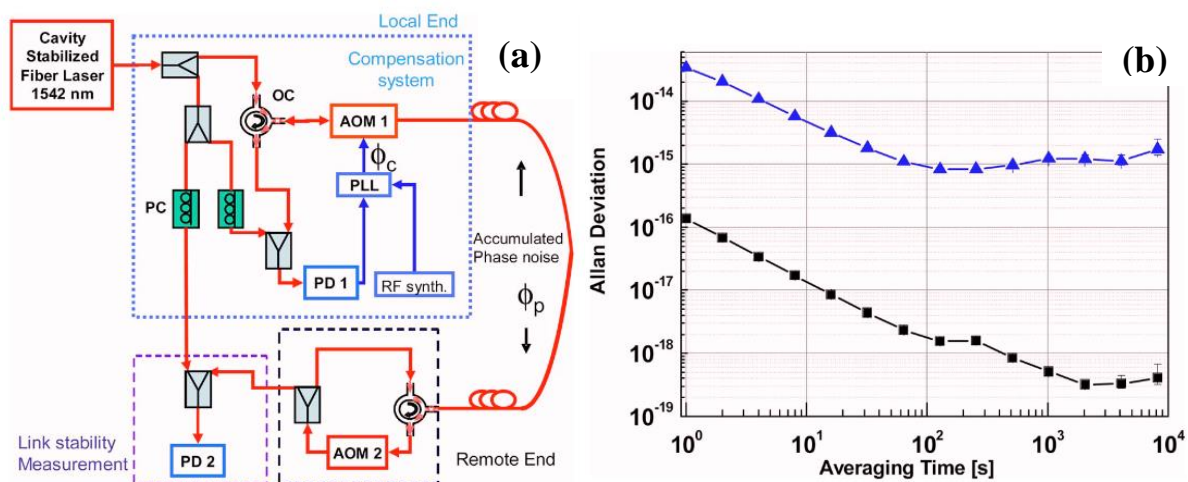 Cavity
Stabilized
Fiber Laser
1542 nm
Local End
Compensation
system
(a)
OC
AOM 1
ϕc
PLL
PC
PD 1
RF synth.
Accumulated
Phase noise
ϕp
Link stability
Measurement
PD 2
AOM 2
Remote End
(b)
Allan Deviation
10-14
10-15
10-16
10-17
10-18
10-19
100
101
102
103
104
Averaging Time [s]